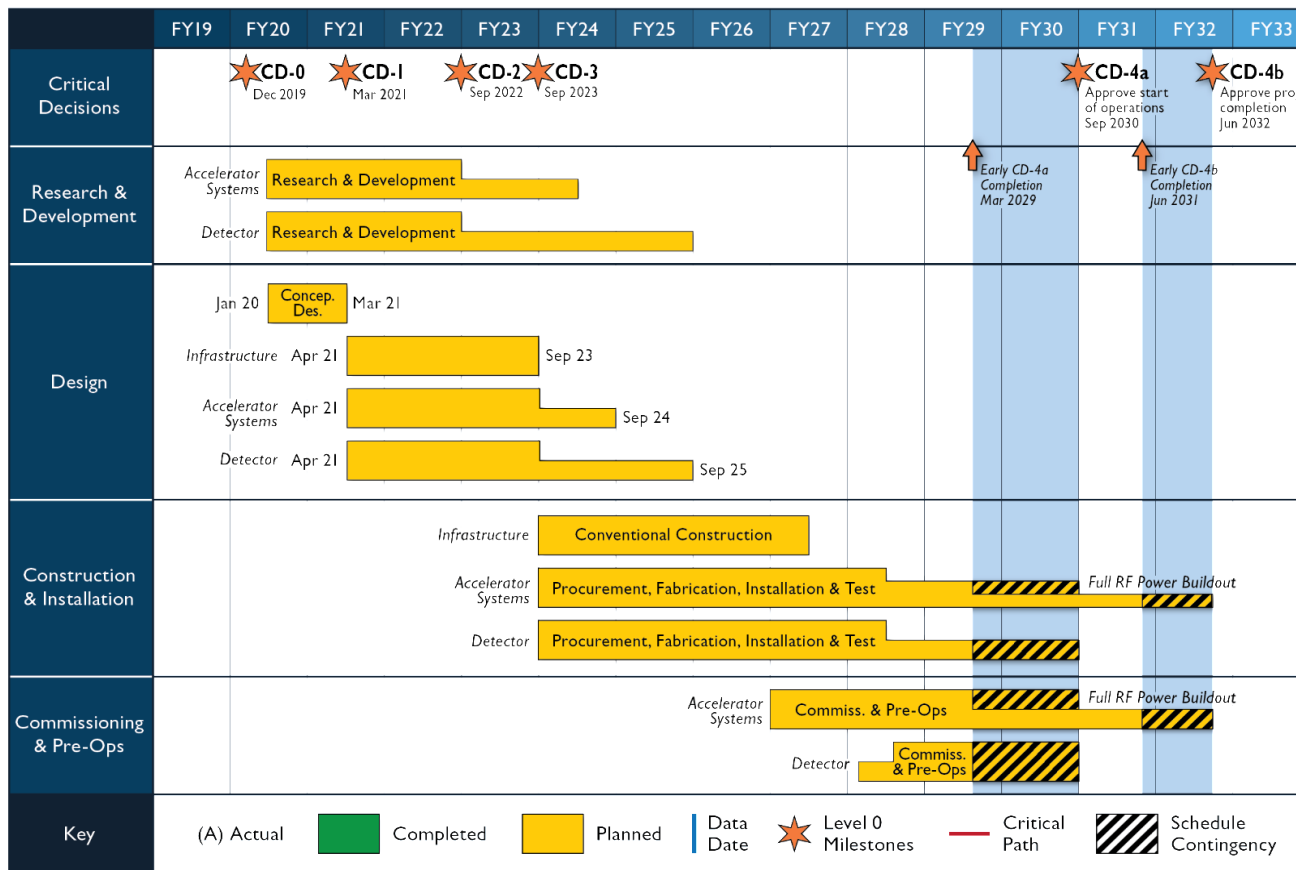 FY19 FY20 FY21 FY22 FY23 FY24 FY25 FY26 FY27 FY28 FY29 FY30 FY31 FY32 FY33
Critical
Decisions
CD-0
Dec 2019
CD-1
Mar 2021
CD-2
Sep 2022
CD-3
Sep 2023
CD-4a
Approve start
of operations
Sep 2030
CD-4b
Approve pro
completion
Jun 2032
Early CD-4a
Completion
Mar 2029
Early CD-4b
Completion
Jun 2031
Research &
Development
Accelerator
Systems
Research & Development
Detector
Research & Development
Design
Jan 20
Concep.
Des.
Mar 21
Infrastructure Apr 21 Sep 23
Accelerator
Systems
Apr 21 Sep 24
Detector Apr 21 Sep 25
Construction
& Installation
Infrastructure
Conventional Construction
Accelerator
Systems
Procurement, Fabrication, Installation & Test
Full RF Power Buildout
Detector
Procurement, Fabrication, Installation & Test
Commissioning
& Pre-Ops
Accelerator
Systems
Commiss. & Pre-Ops
Full RF Power Buildout
Detector
Commiss.
& Pre-Ops
Key
(A) Actual
Completed
Planned
Data
Date
Level 0
Milestones
Critical
Path
Schedule
Contingency